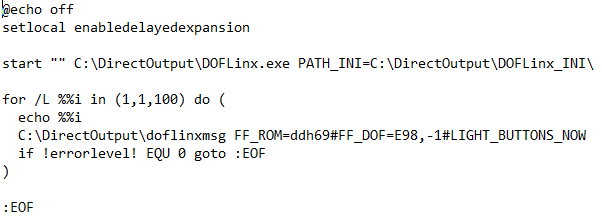 @echo off
setlocal enabledelayedexpansion
start "" C:\DirectOutput\DOFLinx.exe PATH_INI=C:\DirectOutput\DOFLinx_INI\
for /L %%i in (1,1,100) do (
echo %%i
C:\DirectOutput\doflinxmsg FF_ROM=ddh69#FF_DOF=E98,-1#LIGHT_BUTTONS_NOW
if !errorlevel! EQU 0 goto :EOF
)
:EOF